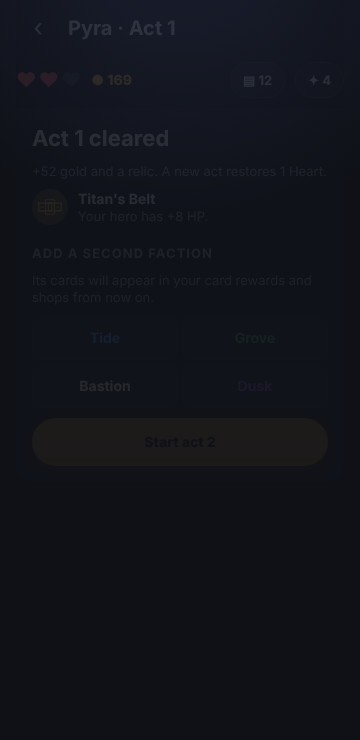 Pyra · Act 1
169
12
4
Act 1 cleared
+52 gold and a relic. A new act restores 1 Heart.
Titan's Belt
Your hero has +8 HP.
ADD A SECOND FACTION
Its cards will appear in your card rewards and
shops from now on.
Tide
Grove
Bastion
Dusk
Start act 2